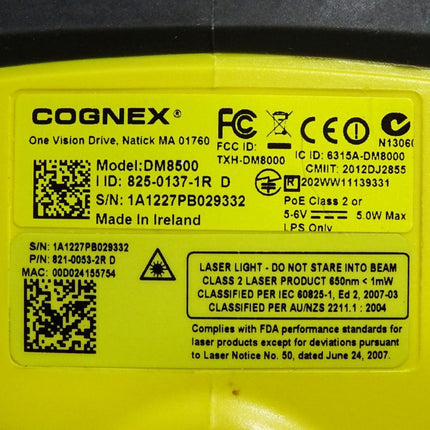 COGNEX®
One Vision Drive, Natick MA 01760
Model:DM8500
I ID: 825-0137-1R D
S/N: 1A1227PB029332
Made in Ireland
FC CE
FCC ID:
TXH-DM8000
IC ID: 6315A-DM8000
CMIIT: 2012DJ2855
R 202WW11139331
PoE Class 2 or
5-6V 5.0W Max
LPS Only
S/N: 1A1227PB029332
P/N: 821-0053-2R D
MAC: 00D024155754
LASER LIGHT - DO NOT STARE INTO BEAM
CLASS 2 LASER PRODUCT 650nm < 1mW
CLASSIFIED PER IEC 60825-1, Ed 2, 2007-03
CLASSIFIED PER AU/NZS 2211.1 : 2004
Complies with FDA performance standards for
laser products except for deviations pursuant
to Laser Notice No. 50, dated June 24, 2007.